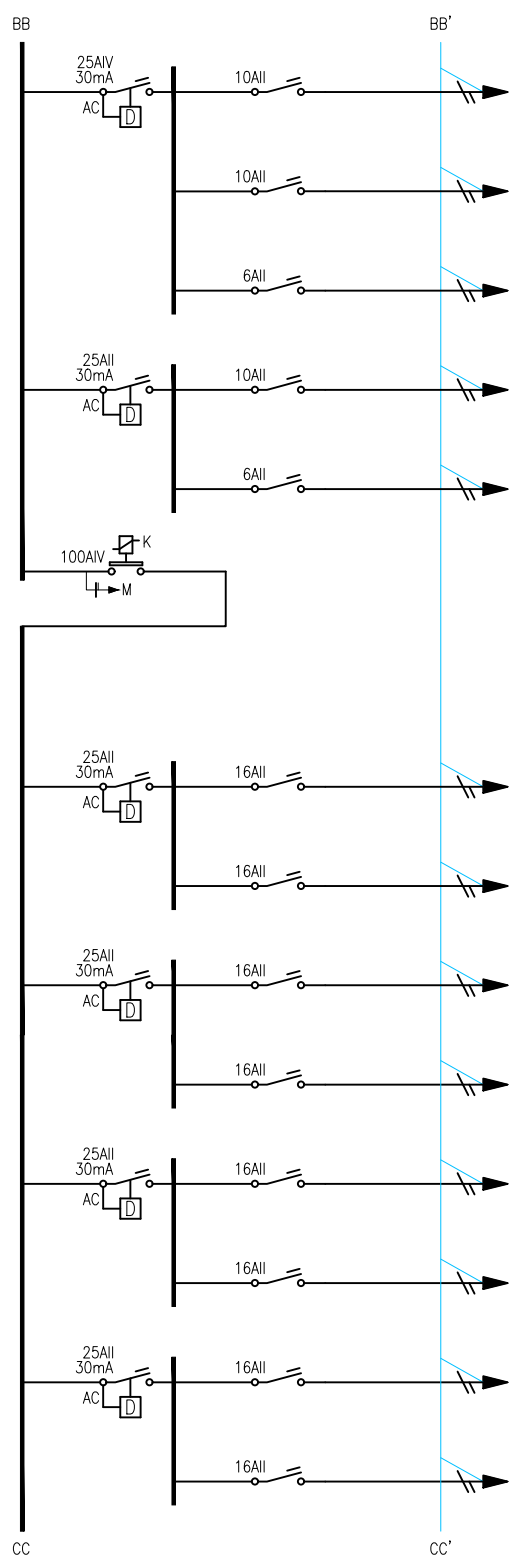 BB BB'
25AIV
30mA 10AII
AC
D
10AII
6AII
25AII
30mA 10AII
AC
D
6AII
K
100AIV
M
25AII
30mA 16AII
AC
D
16AII
25AII
30mA 16AII
AC
D
16AII
25AII
30mA 16AII
AC
D
16AII
25AII
30mA 16AII
AC
D
16AII
CC CC'